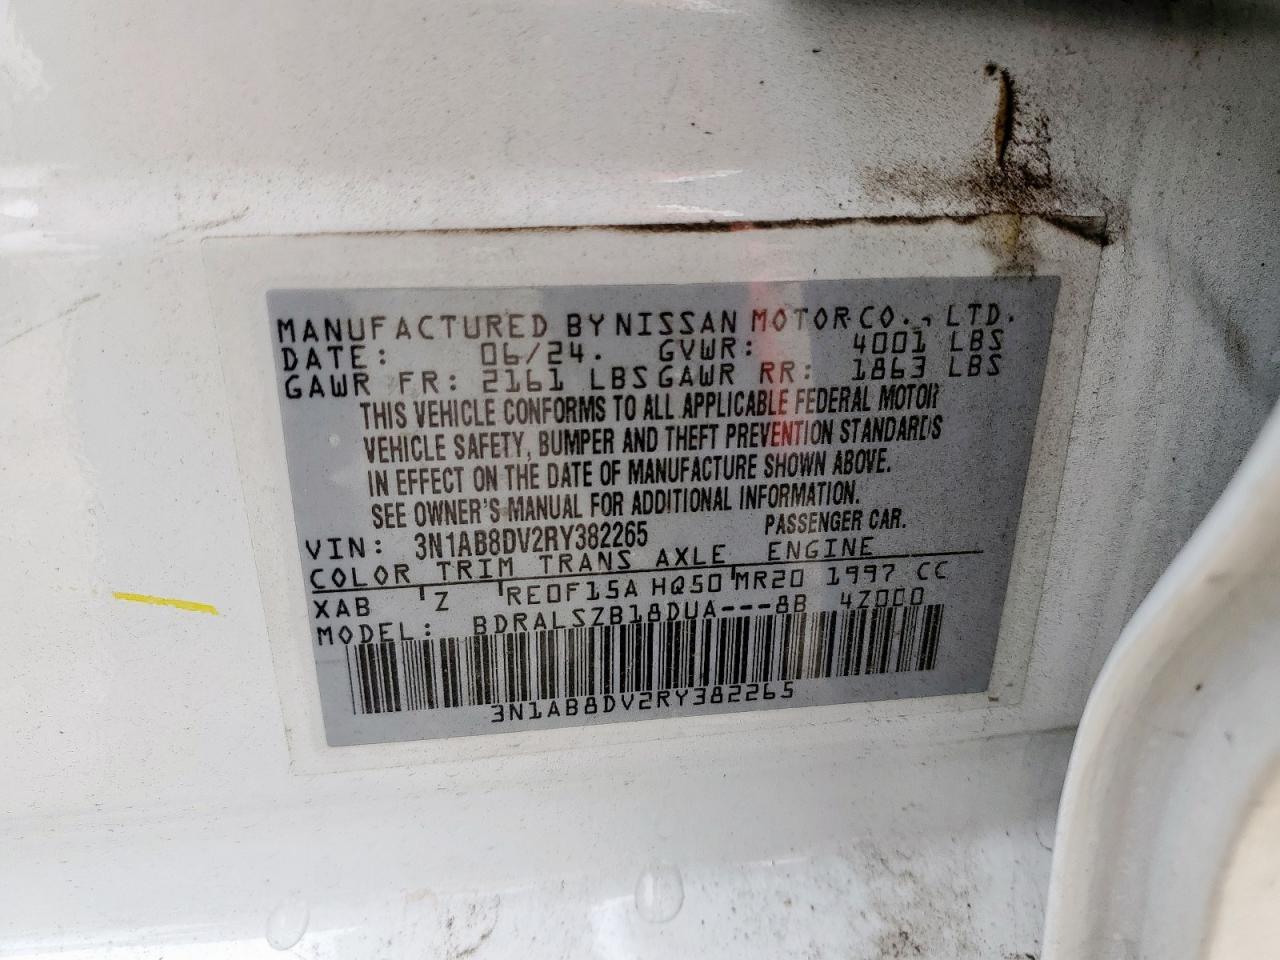 MANUFACTURED BY NISSAN MOTOR CO., LTD.
DATE: 06/24. GVWR: 4001 LBS
GAWR FR: 2161 LBS GAWR RR: 1863 LBS
THIS VEHICLE CONFORMS TO ALL APPLICABLE FEDERAL MOTOR
VEHICLE SAFETY, BUMPER AND THEFT PREVENTION STANDARDS
IN EFFECT ON THE DATE OF MANUFACTURE SHOWN ABOVE.
SEE OWNER'S MANUAL FOR ADDITIONAL INFORMATION.
VIN: 3N1AB8DV2RY382265 PASSENGER CAR.
COLOR TRIM TRANS AXLE ENGINE
XAB Z RE0F15A HQ50 MR20 1997 CC
MODEL: BDRALSZB18DUA---8B 4Z000
3N1AB8DV2RY382265